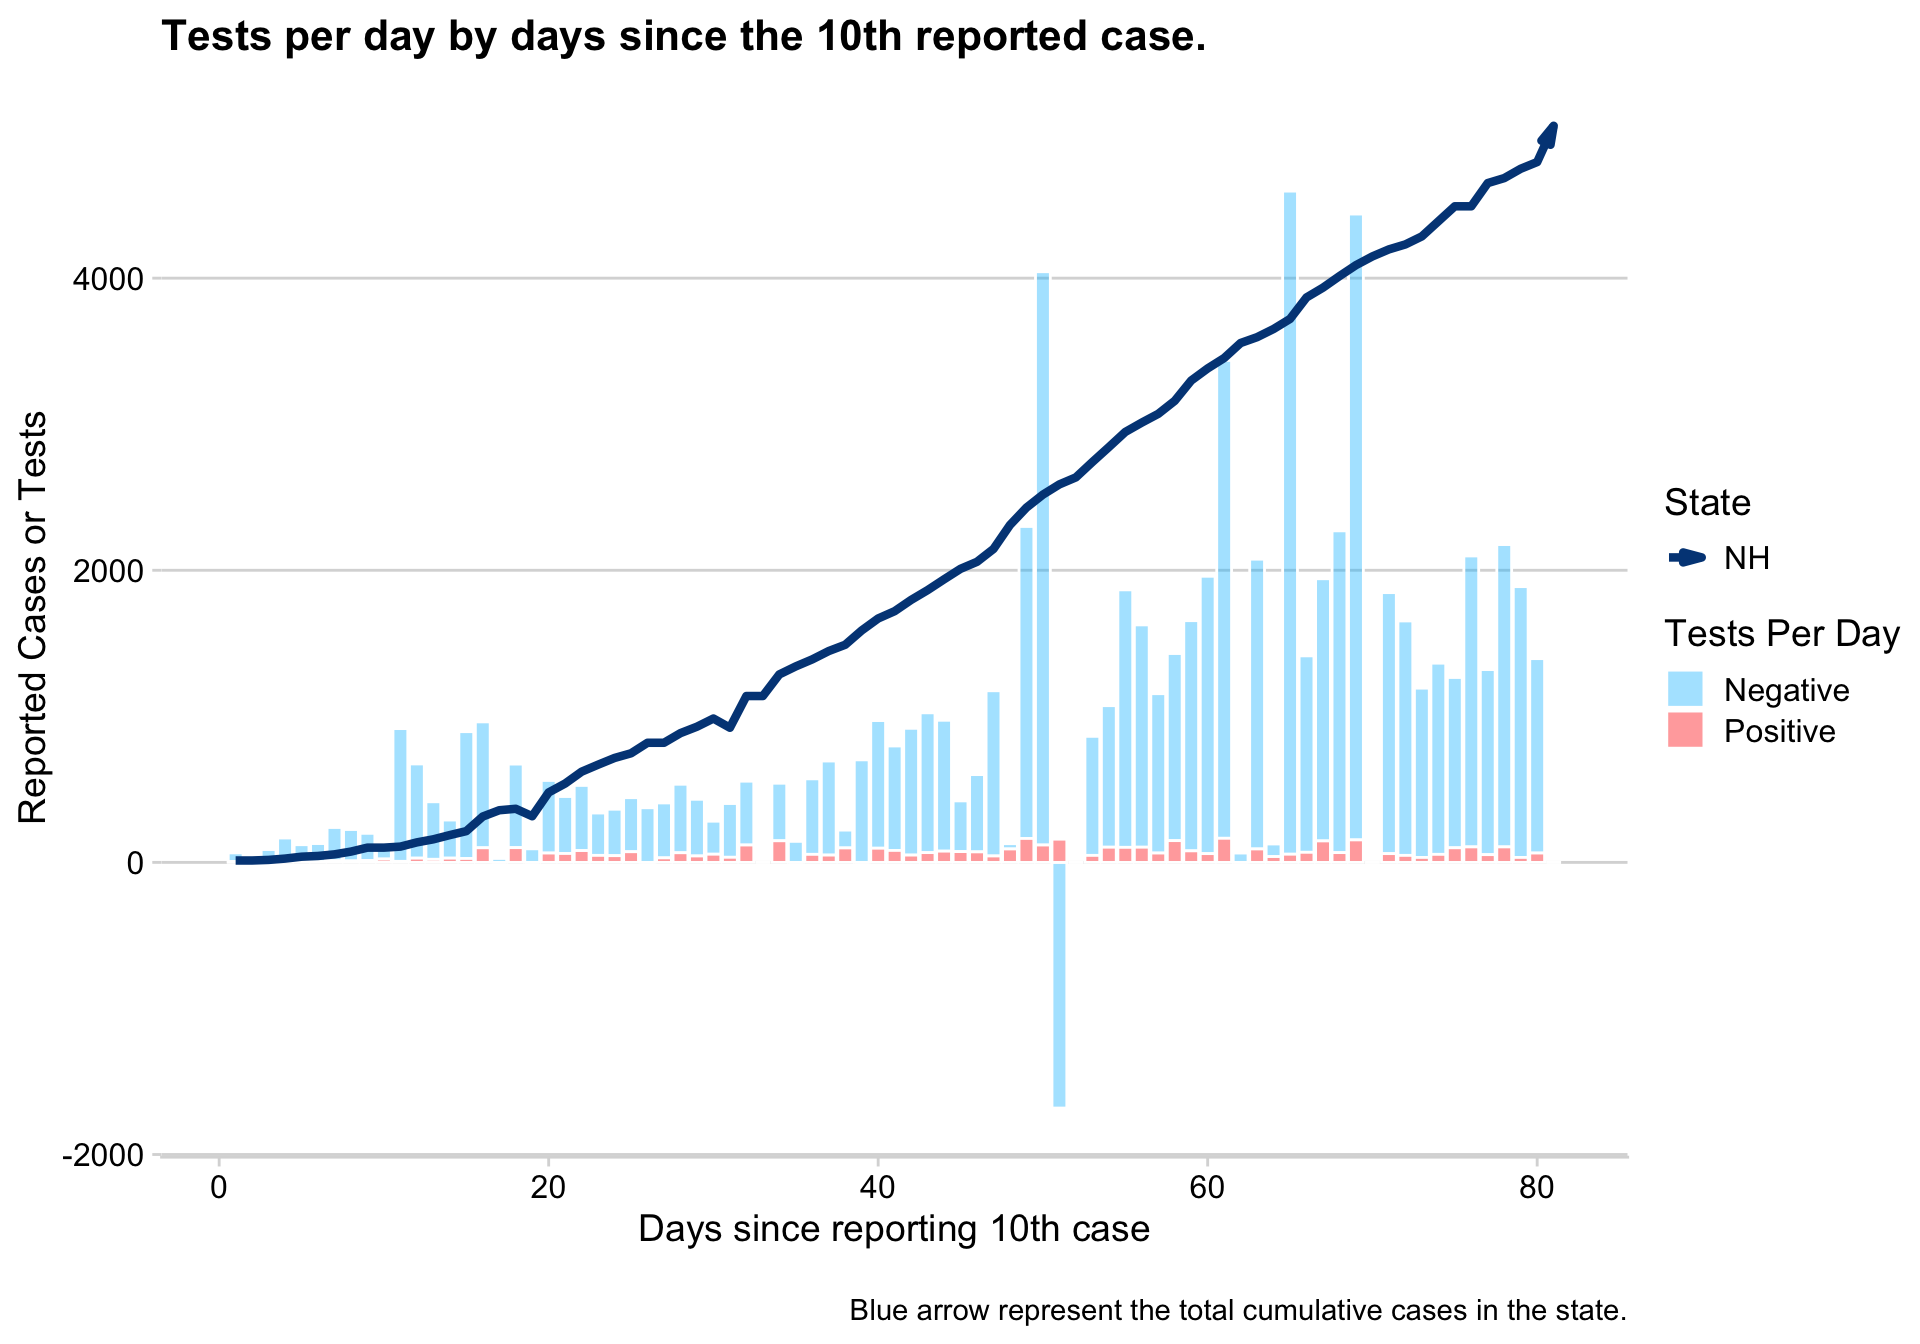 Tests per day by days since the 10th reported case.
4000
2000
0
-2000
Reported Cases or Tests
0 20 40 60 80
Days since reporting 10th case
State
NH
Tests Per Day
Negative
Positive
Blue arrow represent the total cumulative cases in the state.